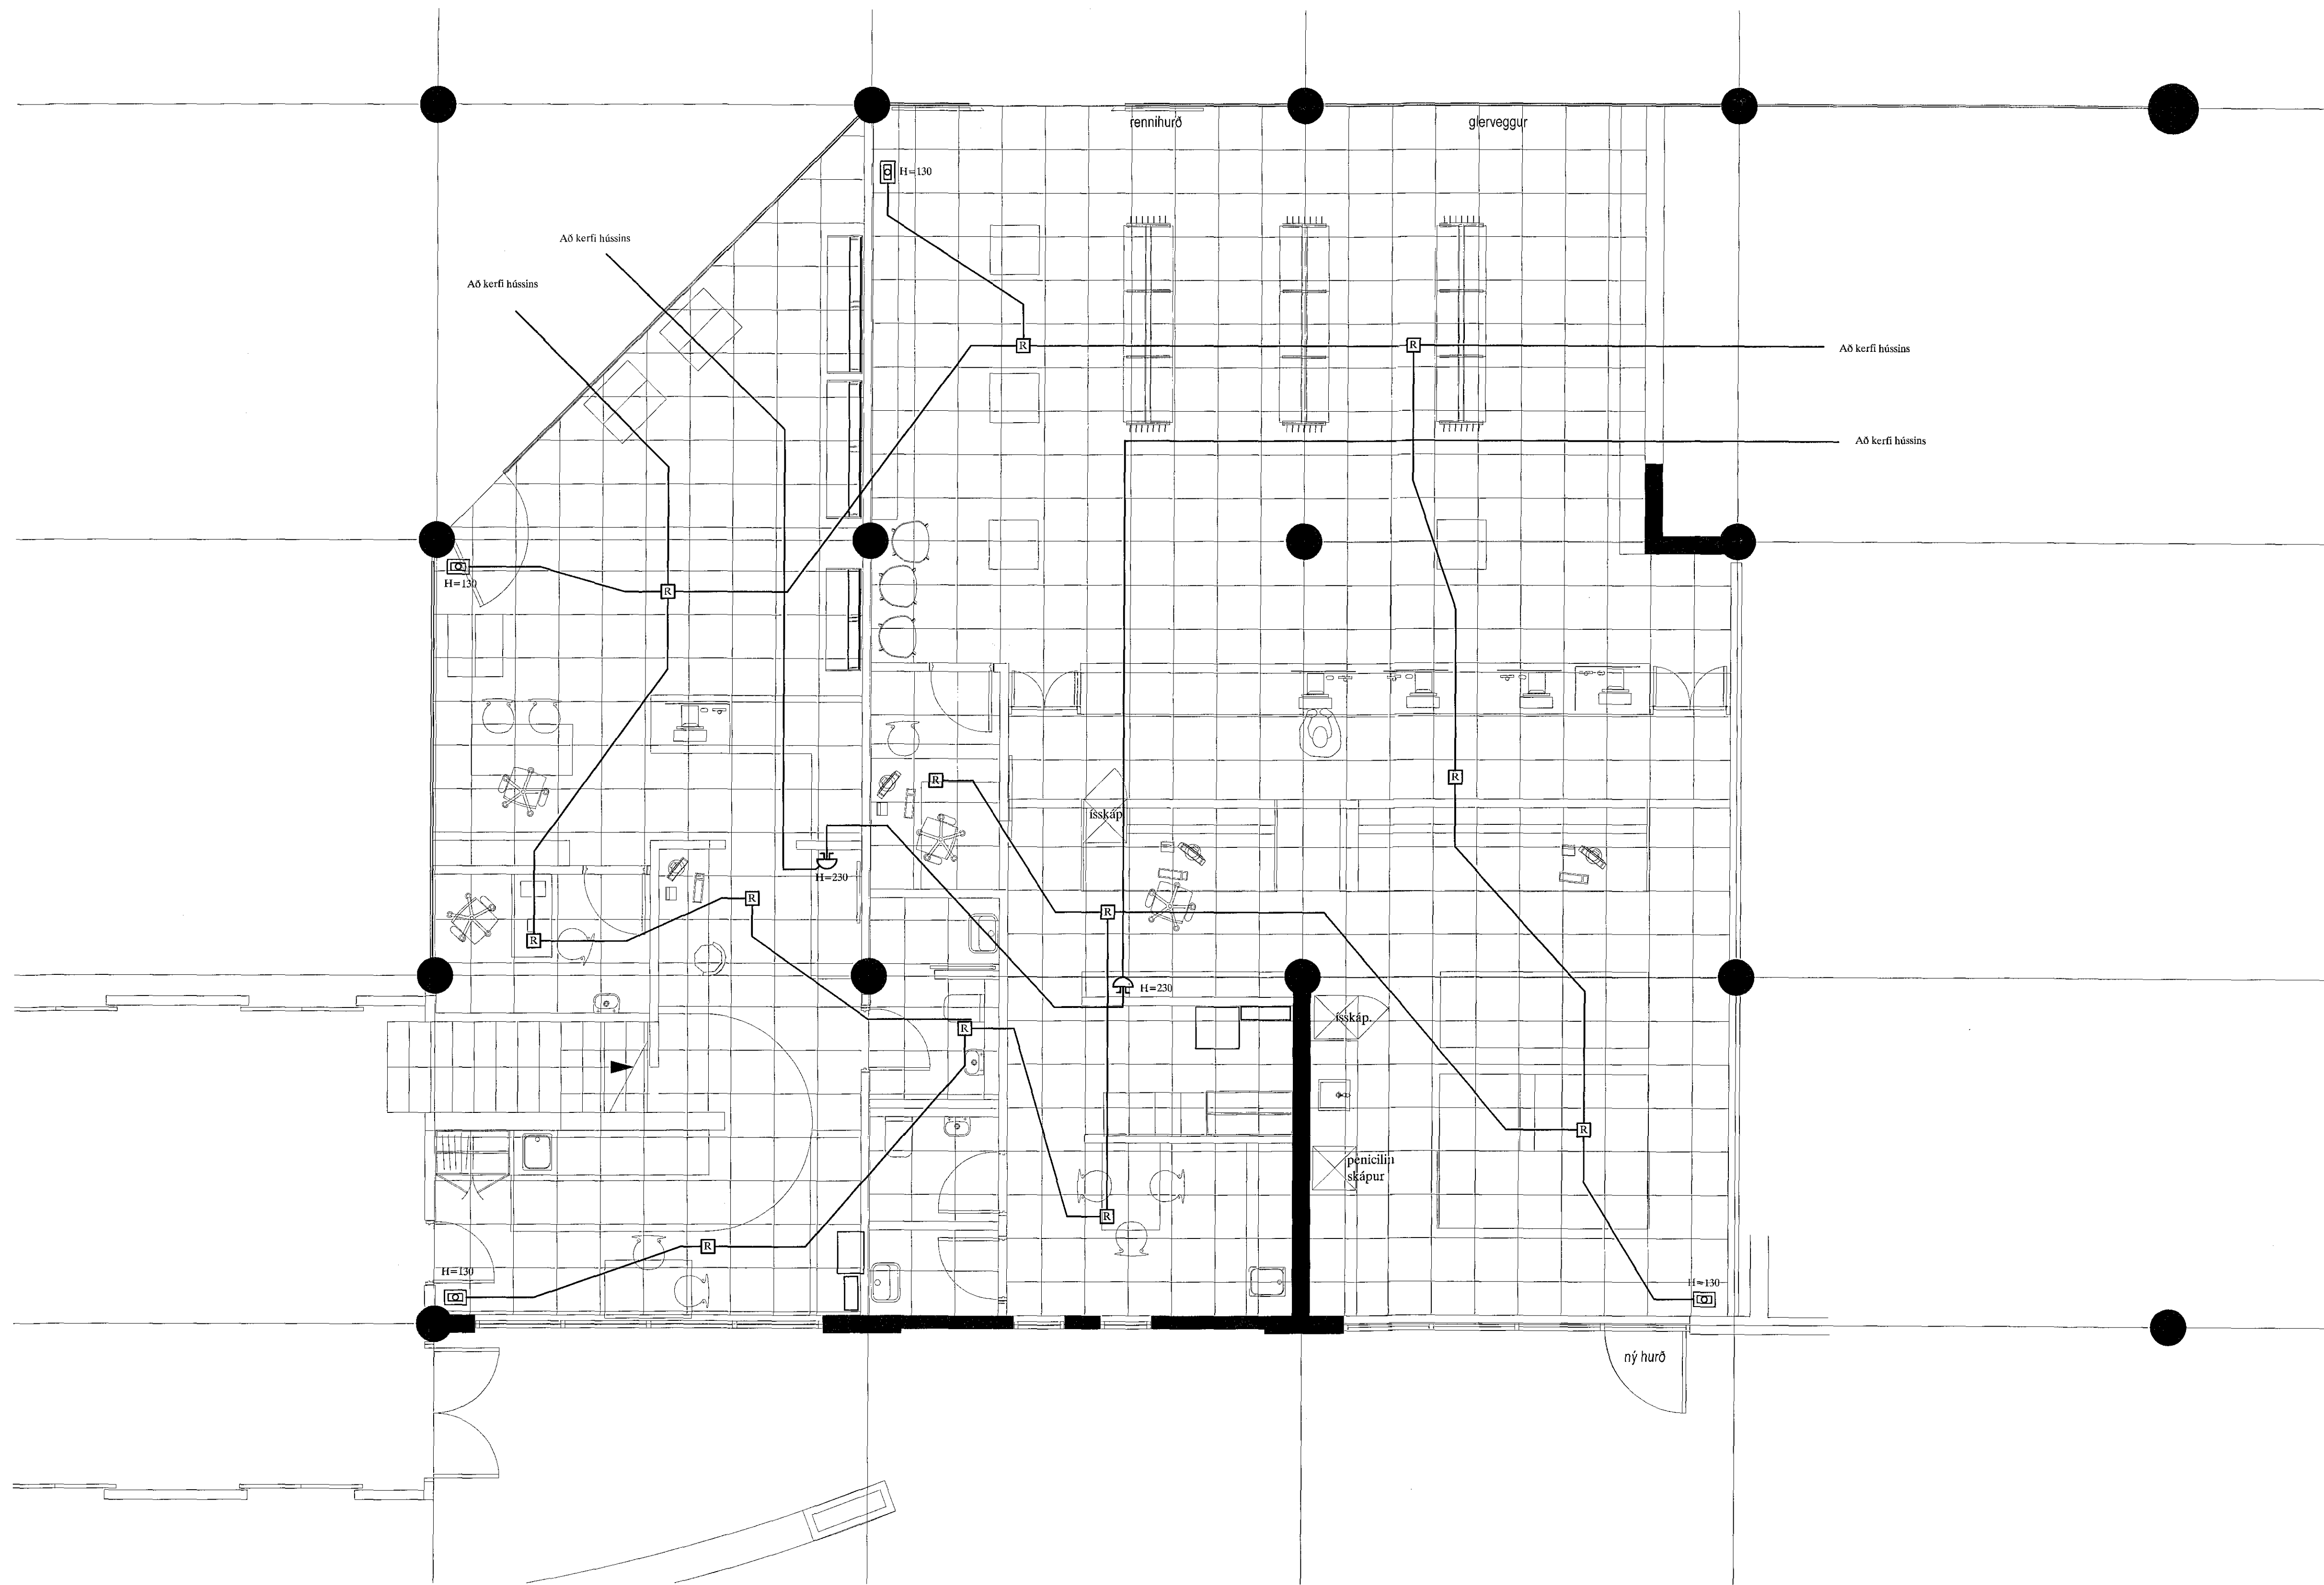 rennihurð
glerveggur
H=130
Að kerfi hússins
Að kerfi hússins
R
R
Að kerfi hússins
Að kerfi hússins
H=130
R
R
R
ísskáp
H=230
R
R
R
H=230
ísskáp.
R
R
penicilin
skápur
R
R
H=130
H=130
ný hurð